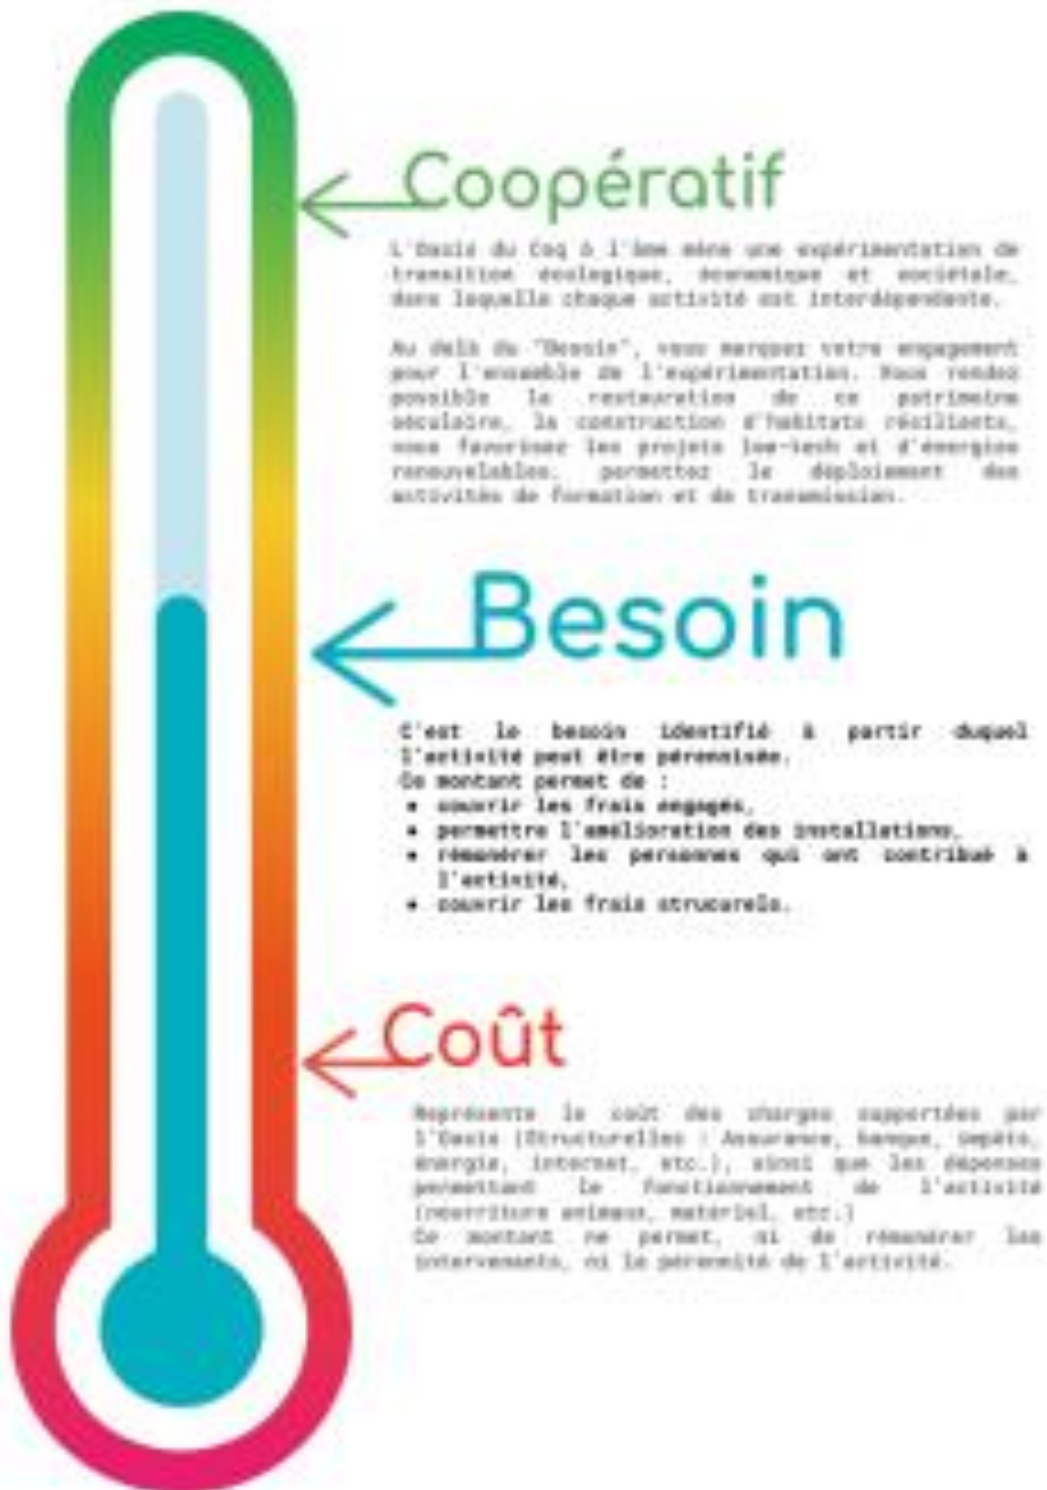 Coopératif
L'Oasis du Coq à l'âme mène une expérimentation de
transition écologique, économique et sociétale,
dans laquelle chaque activité est interdépendante.
Au delà du "Besoin", vous marquez votre engagement
pour l'ensemble de l'expérimentation. Vous rendez
possible la restauration de ce patrimoine
séculaire, la construction d'habitats résilients,
vous favorisez les projets low-tech et d'énergies
renouvelables, permettez le déploiement des
activités de formation et de transmission.
Besoin
C'est le besoin identifié à partir duquel
l'activité peut être pérennisée.
Ce montant permet de :
• couvrir les frais engagés,
• permettre l'amélioration des installations,
• rémunérer les personnes qui ont contribué à
l'activité,
• couvrir les frais strucurels.
Coût
Représente le coût des charges supportées par
l'Oasis (Structurelles : Assurance, banque, impôts,
énergie, internet, etc.), ainsi que les dépenses
permettant le fonctionnement de l'activité
(nourriture animaux, matériel, etc.)
Ce montant ne permet, ni de rémunérer les
intervenants, ni la pérennité de l'activité.